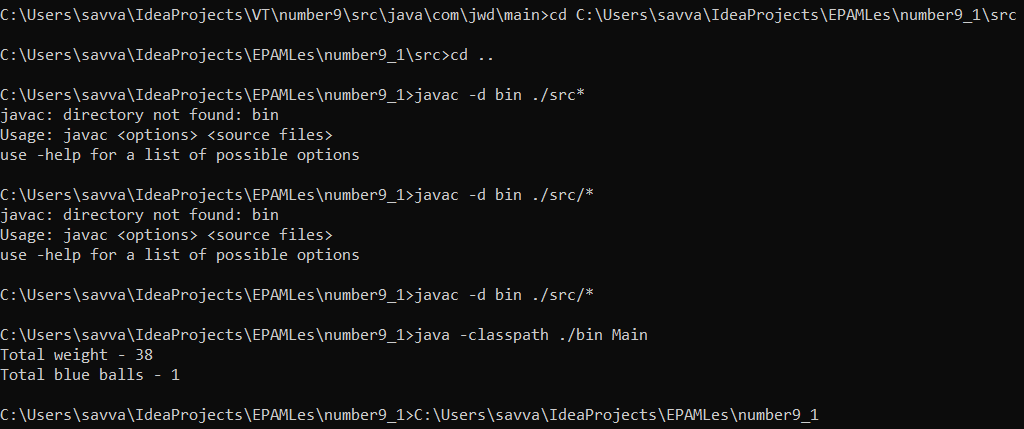 C:\Users\savva\IdeaProjects\VT\number9\src\java\com\jwd\main>cd C:\Users\savva\IdeaProjects\EPAMLes\number9_1\src
C:\Users\savva\IdeaProjects\EPAMLes\number9_1\src>cd ..
C:\Users\savva\IdeaProjects\EPAMLes\number9_1>javac -d bin ./src*
javac: directory not found: bin
Usage: javac <options> <source files>
use -help for a list of possible options
C:\Users\savva\IdeaProjects\EPAMLes\number9_1>javac -d bin ./src/*
javac: directory not found: bin
Usage: javac <options> <source files>
use -help for a list of possible options
C:\Users\savva\IdeaProjects\EPAMLes\number9_1>javac -d bin ./src/*
C:\Users\savva\IdeaProjects\EPAMLes\number9_1>java -classpath ./bin Main
Total weight - 38
Total blue balls - 1
C:\Users\savva\IdeaProjects\EPAMLes\number9_1>C:\Users\savva\IdeaProjects\EPAMLes\number9_1